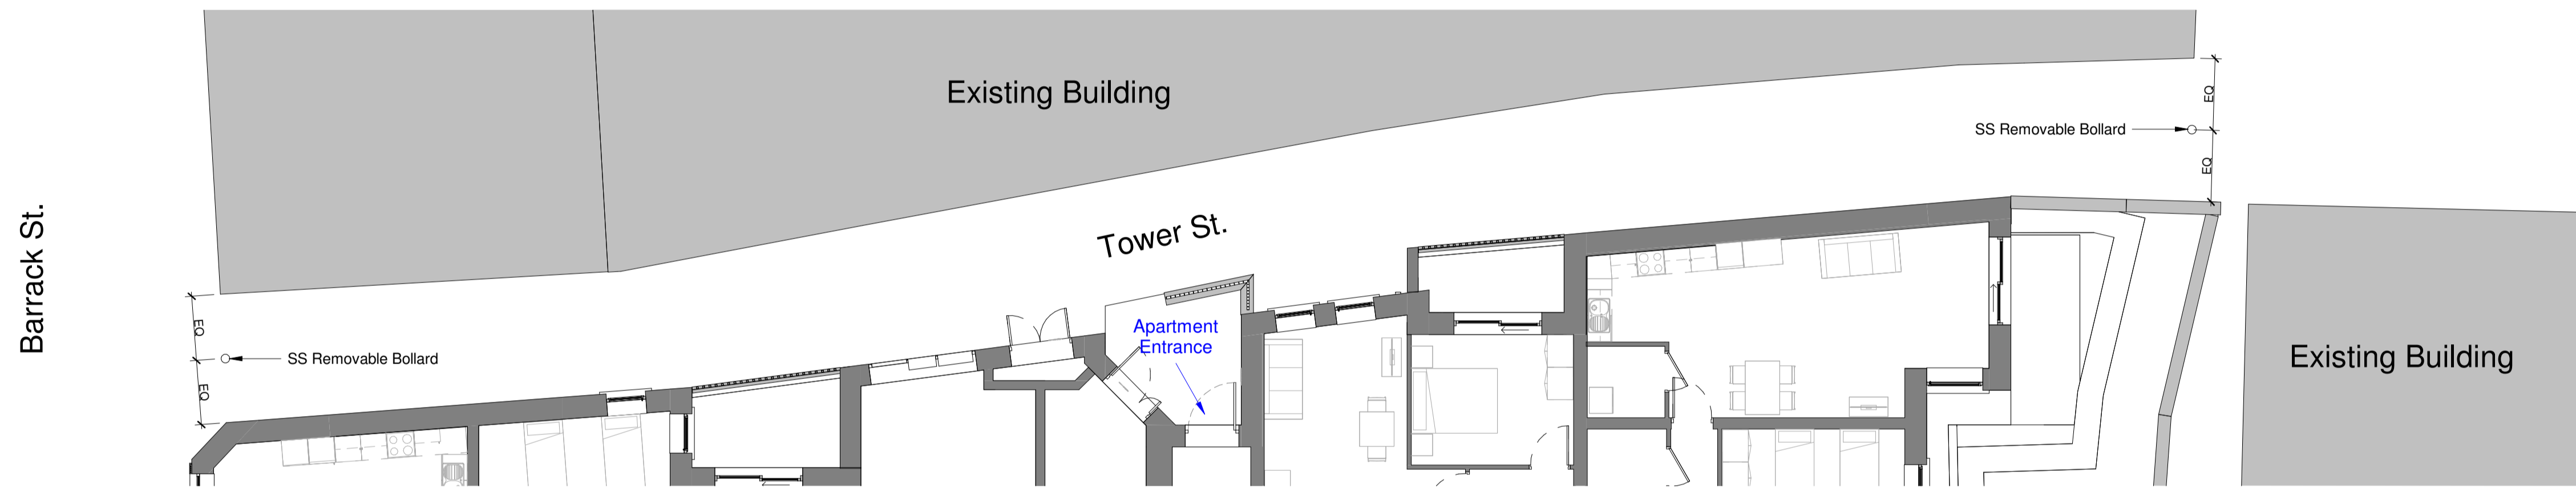 Existing Building
EQ
SS Removable Bollard
EQ
Barrack St.
Tower St.
EQ
SS Removable Bollard
EQ
Apartment
Entrance
Existing Building